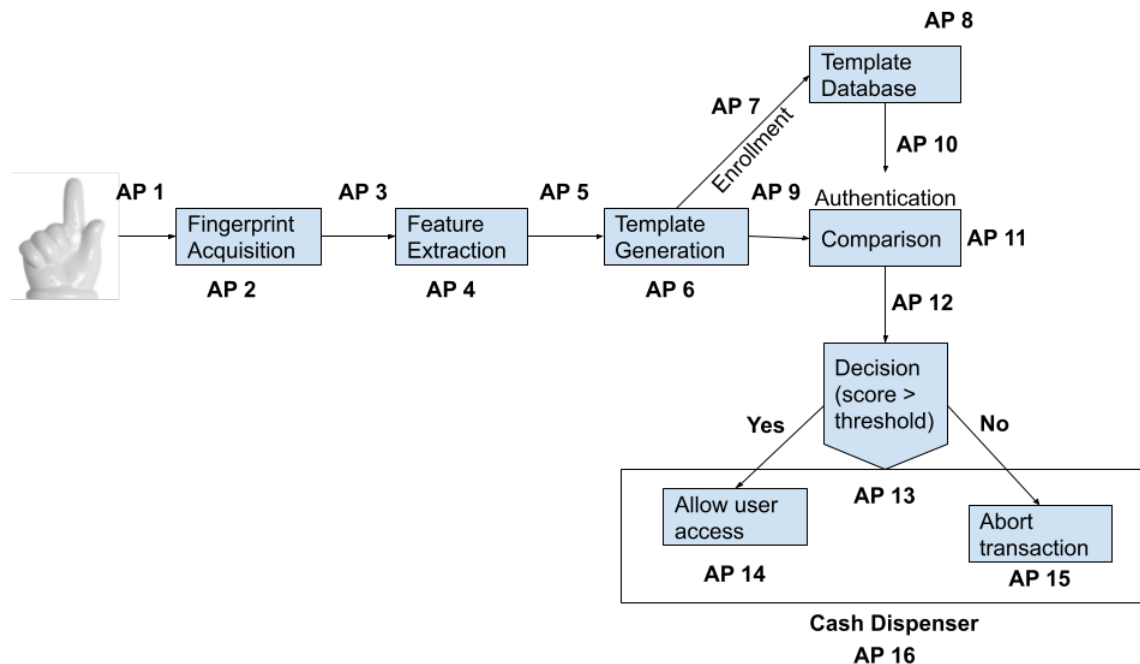 AP 8
Template
Database
AP 7
Enrollment
AP 10
AP 1
AP 3
AP 5
AP 9
Authentication
Fingerprint
Acquisition
Feature
Extraction
Template
Generation
Comparison
AP 11
AP 2
AP 4
AP 6
AP 12
Decision
(score >
threshold)
Yes
No
AP 13
Allow user
access
Abort
transaction
AP 14
AP 15
Cash Dispenser
AP 16